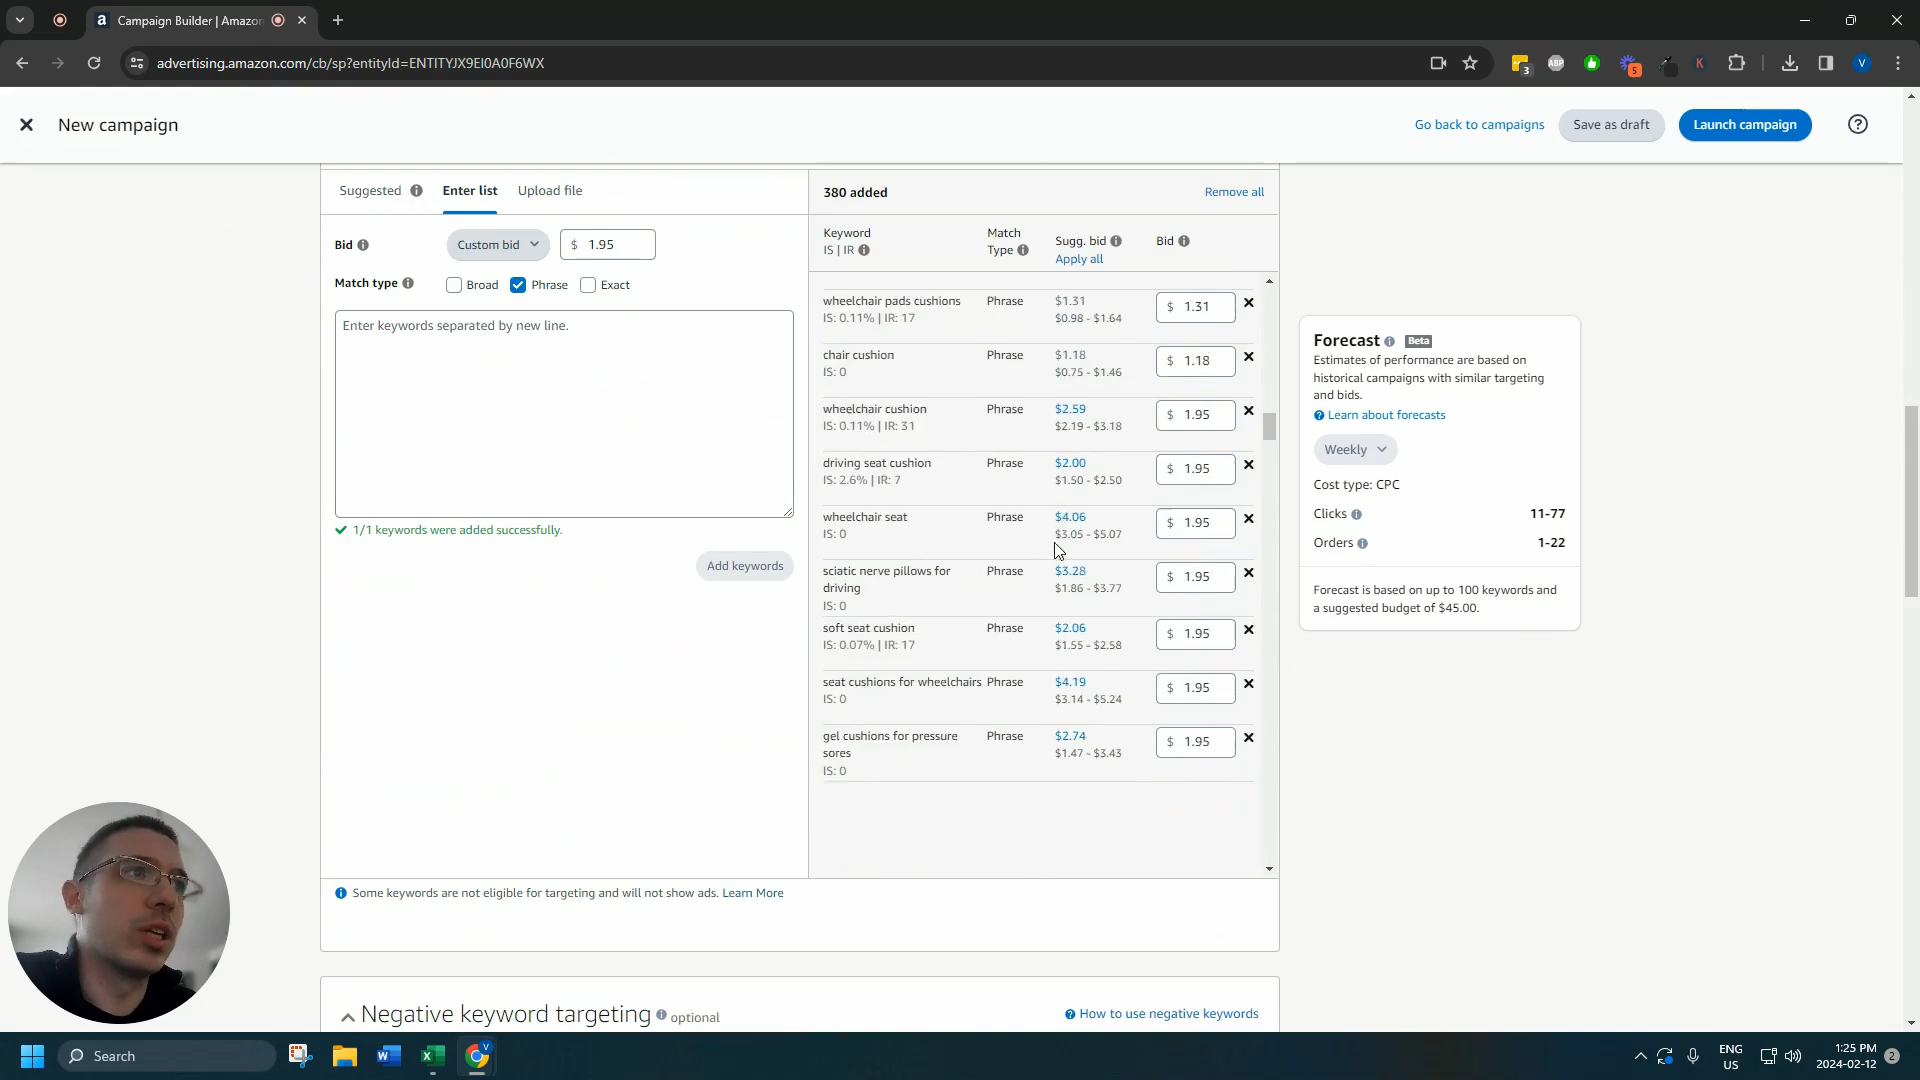 Campaign Builder | Amazon
advertising.amazon.com/cb/sp?entityId=ENTITYJX9EI0A0F6WX
3
ABP
5
K
V
New campaign
Go back to campaigns
Save as draft
Launch campaign
Suggested
Enter list
Upload file
380 added
Remove all
Bid
Custom bid
$ 1.95
Keyword
IS | IR
Match
Type
Sugg. bid
Apply all
Bid
Match type
Broad
Phrase
Exact
Enter keywords separated by new line.
1/1 keywords were added successfully.
Add keywords
wheelchair pads cushions Phrase $1.31 $ 1.31
IS: 0.11% | IR: 17 $0.98 - $1.64
chair cushion Phrase $1.18 $ 1.18
IS: 0 $0.75 - $1.46
wheelchair cushion Phrase $2.59 $ 1.95
IS: 0.11% | IR: 31 $2.19 - $3.18
driving seat cushion Phrase $2.00 $ 1.95
IS: 2.6% | IR: 7 $1.50 - $2.50
wheelchair seat Phrase $4.06 $ 1.95
IS: 0 $3.05 - $5.07
sciatic nerve pillows for Phrase $3.28 $ 1.95
driving $1.86 - $3.77
IS: 0
soft seat cushion Phrase $2.06 $ 1.95
IS: 0.07% | IR: 17 $1.55 - $2.58
seat cushions for wheelchairs Phrase $4.19 $ 1.95
IS: 0 $3.14 - $5.24
gel cushions for pressure Phrase $2.74 $ 1.95
sores $1.47 - $3.43
IS: 0
Forecast Beta
Estimates of performance are based on
historical campaigns with similar targeting
and bids.
Learn about forecasts
Weekly
Cost type: CPC
Clicks 11-77
Orders 1-22
Forecast is based on up to 100 keywords and
a suggested budget of $45.00.
Some keywords are not eligible for targeting and will not show ads. Learn More
Negative keyword targeting optional
How to use negative keywords
Search
ENG
US
1:25 PM
2024-02-12
2